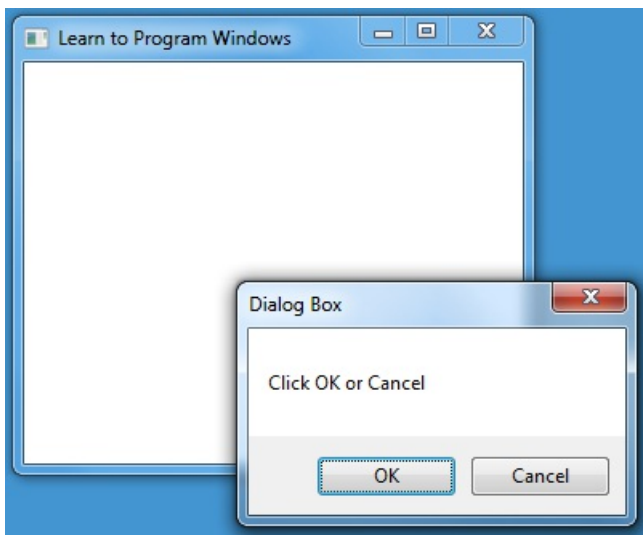 Learn to Program Windows
Dialog Box
Click OK or Cancel
OK
Cancel